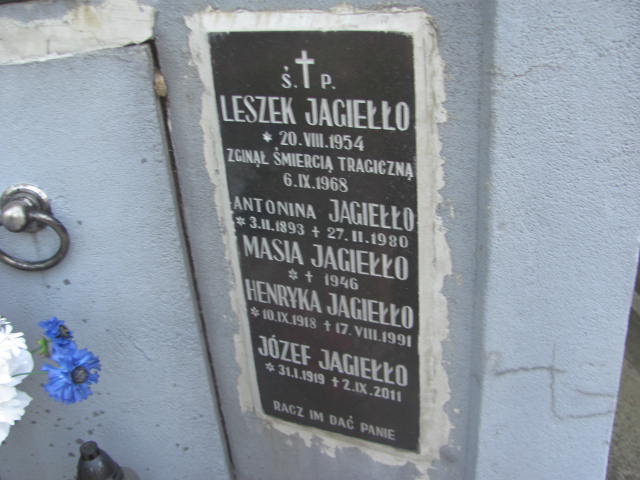 Ś. † P.
LESZEK JAGIEŁŁO
* 20.VIII.1954
ZGINĄŁ ŚMIERCIĄ TRAGICZNĄ
6.IX.1968
ANTONINA JAGIEŁŁO
* 3.II.1893 † 27.II.1980
MASIA JAGIEŁŁO
* † 1946
HENRYKA JAGIEŁŁO
* 10.IX.1918 † 17.VIII.1991
JÓZEF JAGIEŁŁO
* 31.I.1919 † 2.IX.2011
RACZ IM DAĆ PANIE